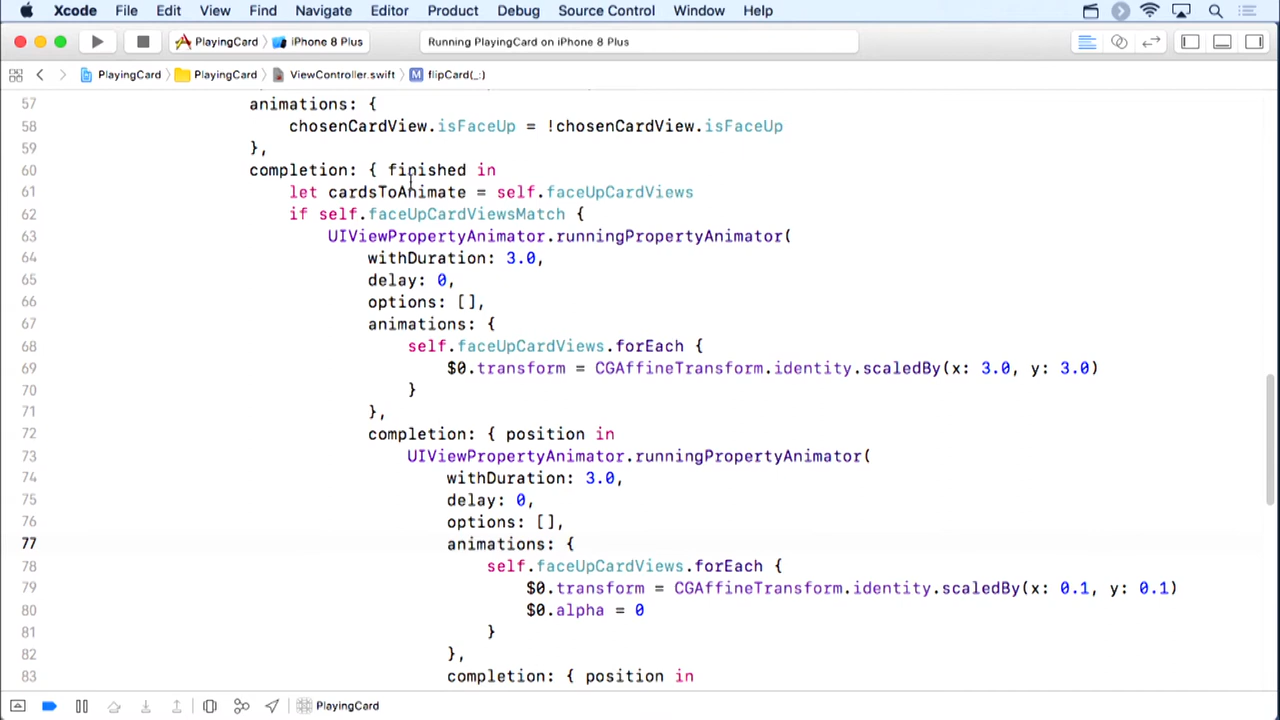 Xcode File Edit View Find Navigate Editor Product Debug Source Control Window Help
PlayingCard iPhone 8 Plus Running PlayingCard on iPhone 8 Plus
PlayingCard PlayingCard ViewController.swift M flipCard(_:)
57 animations: {
58 chosenCardView.isFaceUp = !chosenCardView.isFaceUp
59 },
60 completion: { finished in
61 let cardsToAnimate = self.faceUpCardViews
62 if self.faceUpCardViewsMatch {
63 UIViewPropertyAnimator.runningPropertyAnimator(
64 withDuration: 3.0,
65 delay: 0,
66 options: [],
67 animations: {
68 self.faceUpCardViews.forEach {
69 $0.transform = CGAffineTransform.identity.scaledBy(x: 3.0, y: 3.0)
70 }
71 },
72 completion: { position in
73 UIViewPropertyAnimator.runningPropertyAnimator(
74 withDuration: 3.0,
75 delay: 0,
76 options: [],
77 animations: {
78 self.faceUpCardViews.forEach {
79 $0.transform = CGAffineTransform.identity.scaledBy(x: 0.1, y: 0.1)
80 $0.alpha = 0
81 }
82 },
83 completion: { position in
PlayingCard